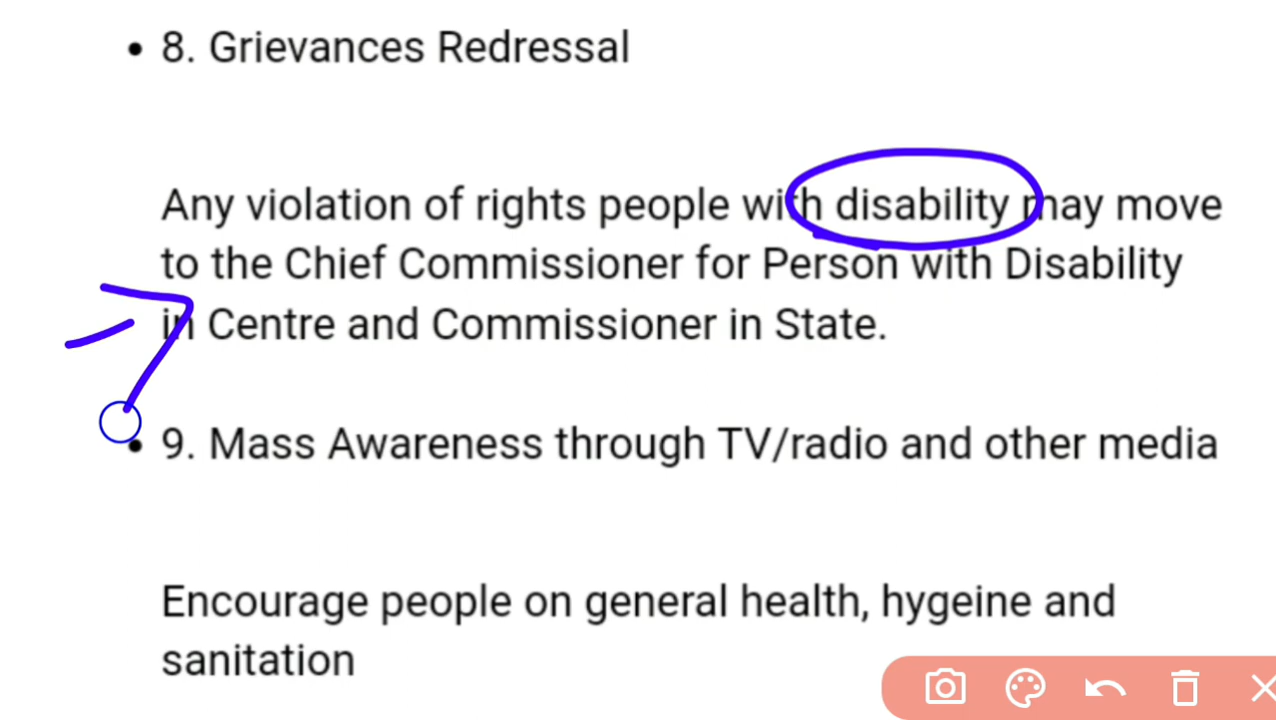 • 8. Grievances Redressal
Any violation of rights people with disability may move
to the Chief Commissioner for Person with Disability
in Centre and Commissioner in State.
• 9. Mass Awareness through TV/radio and other media
Encourage people on general health, hygeine and
sanitation